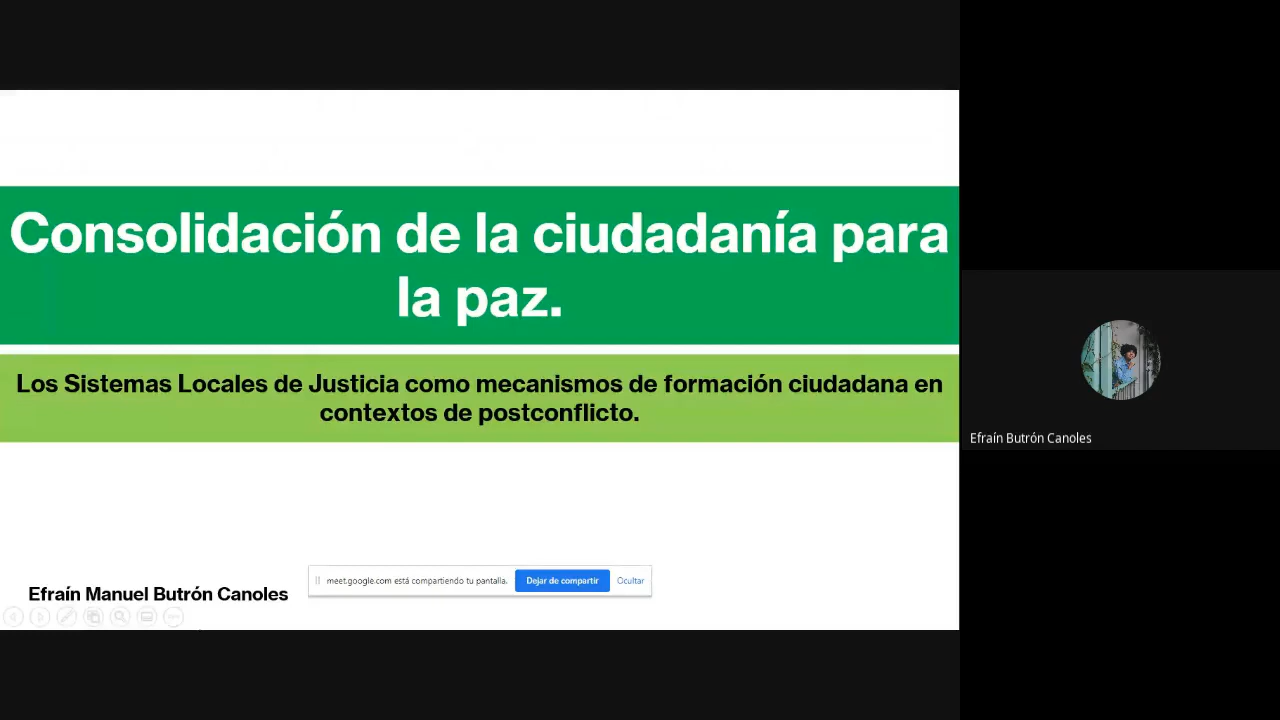 Consolidación de la ciudadanía para
la paz.
Los Sistemas Locales de Justicia como mecanismos de formación ciudadana en
contextos de postconflicto.
Efraín Butrón Canoles
meet.google.com está compartiendo tu pantalla.
Dejar de compartir
Ocultar
Efraín Manuel Butrón Canoles